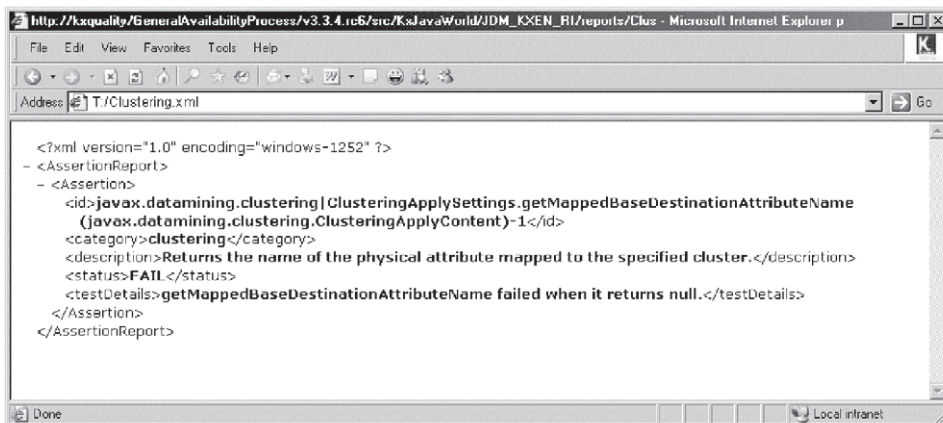 http://kxquality/GeneralAvailabilityProcess/v3.3.4.rc6/src/KxJavaWorld/JDM_KXEN_RI/reports/Clus - Microsoft Internet Explorer p
File Edit View Favorites Tools Help
Address T:/Clustering.xml Go
<?xml version="1.0" encoding="windows-1252" ?>
- <AssertionReport>
- <Assertion>
<id>javax.datamining.clustering|ClusteringApplySettings.getMappedBaseDestinationAttributeName
(javax.datamining.clustering.ClusteringApplyContent)-1</id>
<category>clustering</category>
<description>Returns the name of the physical attribute mapped to the specified cluster.</description>
<status>FAIL</status>
<testDetails>getMappedBaseDestinationAttributeName failed when it returns null.</testDetails>
</Assertion>
</AssertionReport>
Done Local intranet